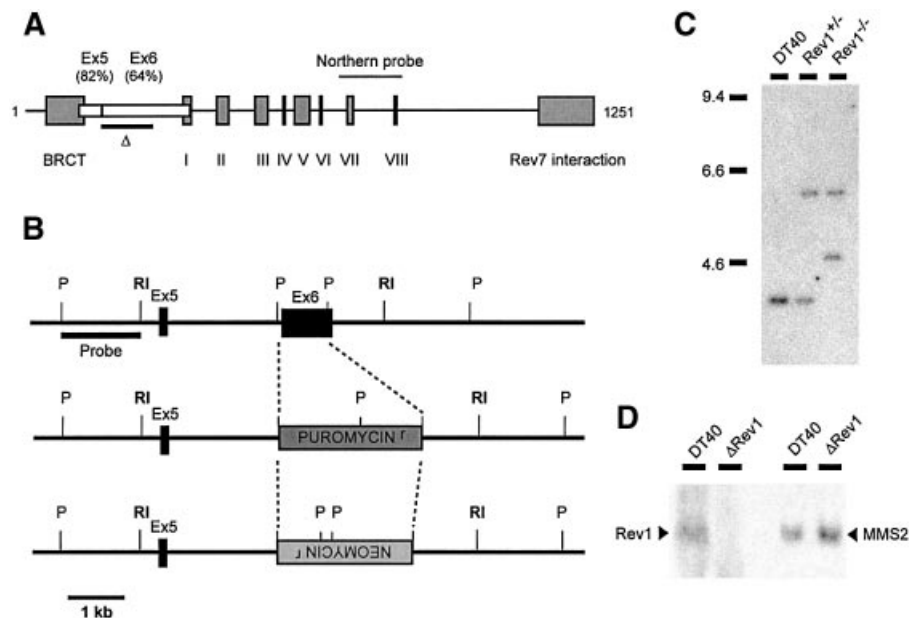 A
Ex5 Ex6
(82%) (64%)
Northern probe
1 1251
Δ
BRCT I II III IV V VI VII VIII Rev7 interaction
B
P RI Ex5 P Ex6 P RI P
Probe
P RI Ex5 P RI P
PUROMYCIN r
P RI Ex5 P P RI P
NEOMYCIN r
1 kb
C
DT40 Rev1+/- Rev1-/-
9.4
6.6
4.6
D
DT40 ΔRev1 DT40 ΔRev1
Rev1 MMS2